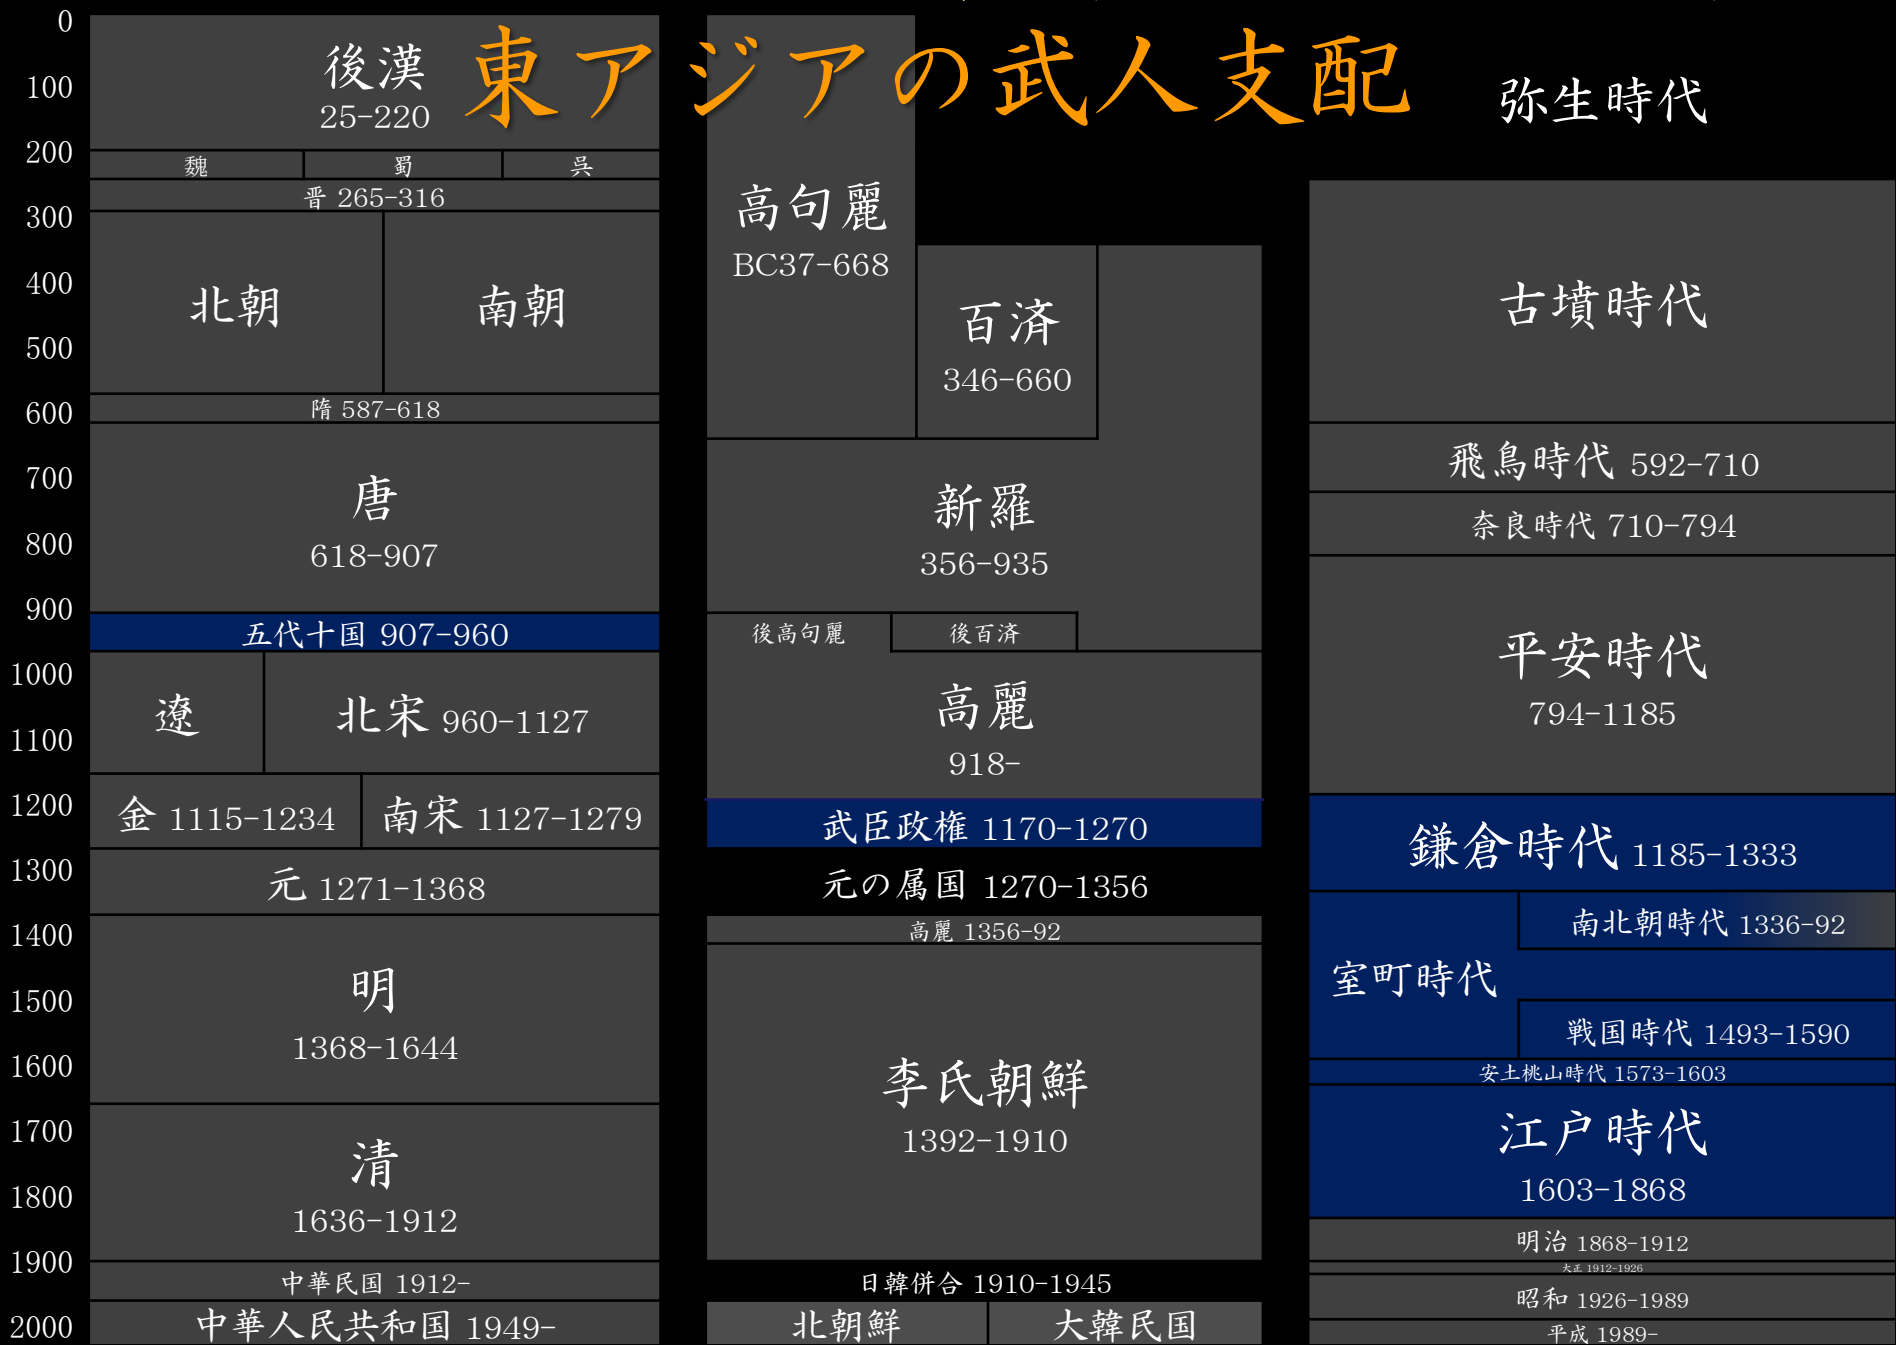 東アジアの武人支配
0
100
200
300
400
500
600
700
800
900
1000
1100
1200
1300
1400
1500
1600
1700
1800
1900
2000
後漢
25-220
魏
蜀
呉
晋 265-316
北朝
南朝
隋 587-618
唐
618-907
五代十国 907-960
遼
北宋 960-1127
金 1115-1234
南宋 1127-1279
元 1271-1368
明
1368-1644
清
1636-1912
中華民国 1912-
中華人民共和国 1949-
高句麗
BC37-668
百済
346-660
新羅
356-935
後高句麗
後百済
高麗
918-
武臣政権 1170-1270
元の属国 1270-1356
高麗 1356-92
李氏朝鮮
1392-1910
日韓併合 1910-1945
北朝鮮
大韓民国
弥生時代
古墳時代
飛鳥時代 592-710
奈良時代 710-794
平安時代
794-1185
鎌倉時代 1185-1333
南北朝時代 1336-92
室町時代
戦国時代 1493-1590
安土桃山時代 1573-1603
江戸時代
1603-1868
明治 1868-1912
大正 1912-1926
昭和 1926-1989
平成 1989-